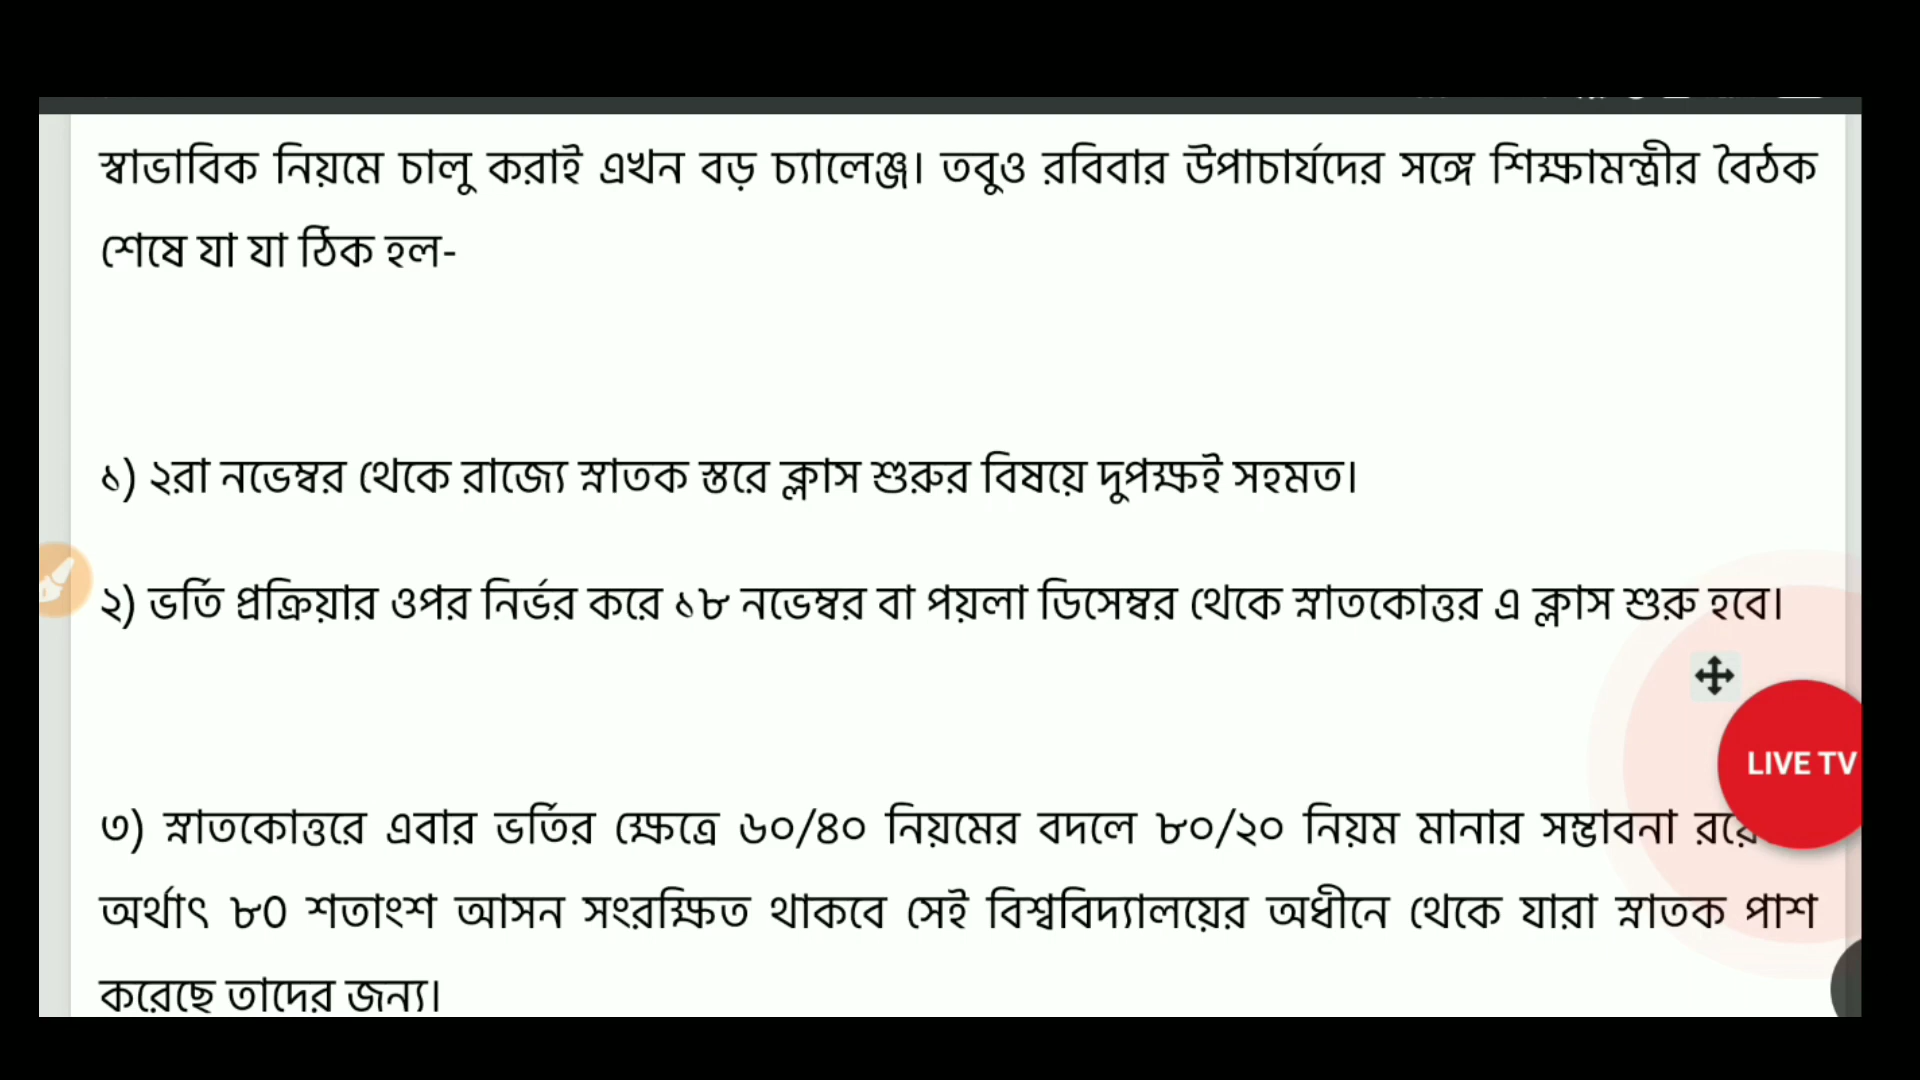 স্বাভাবিক নিয়মে চালু করাই এখন বড় চ্যালেঞ্জ। তবুও রবিবার উপাচার্যদের সঙ্গে শিক্ষামন্ত্রীর বৈঠক
শেষে যা যা ঠিক হল-
১) ২রা নভেম্বর থেকে রাজ্যে স্নাতক স্তরে ক্লাস শুরুর বিষয়ে দুপক্ষই সহমত।
২) ভর্তি প্রক্রিয়ার ওপর নির্ভর করে ১৮ নভেম্বর বা পয়লা ডিসেম্বর থেকে স্নাতকোত্তর এ ক্লাস শুরু হবে।
LIVE TV
৩) স্নাতকোত্তরে এবার ভর্তির ক্ষেত্রে ৬০/৪০ নিয়মের বদলে ৮০/২০ নিয়ম মানার সম্ভাবনা
অর্থাৎ ৮০ শতাংশ আসন সংরক্ষিত থাকবে সেই বিশ্ববিদ্যালয়ের অধীনে থেকে যারা স্নাতক পাশ
করেছে তাদের জন্য।